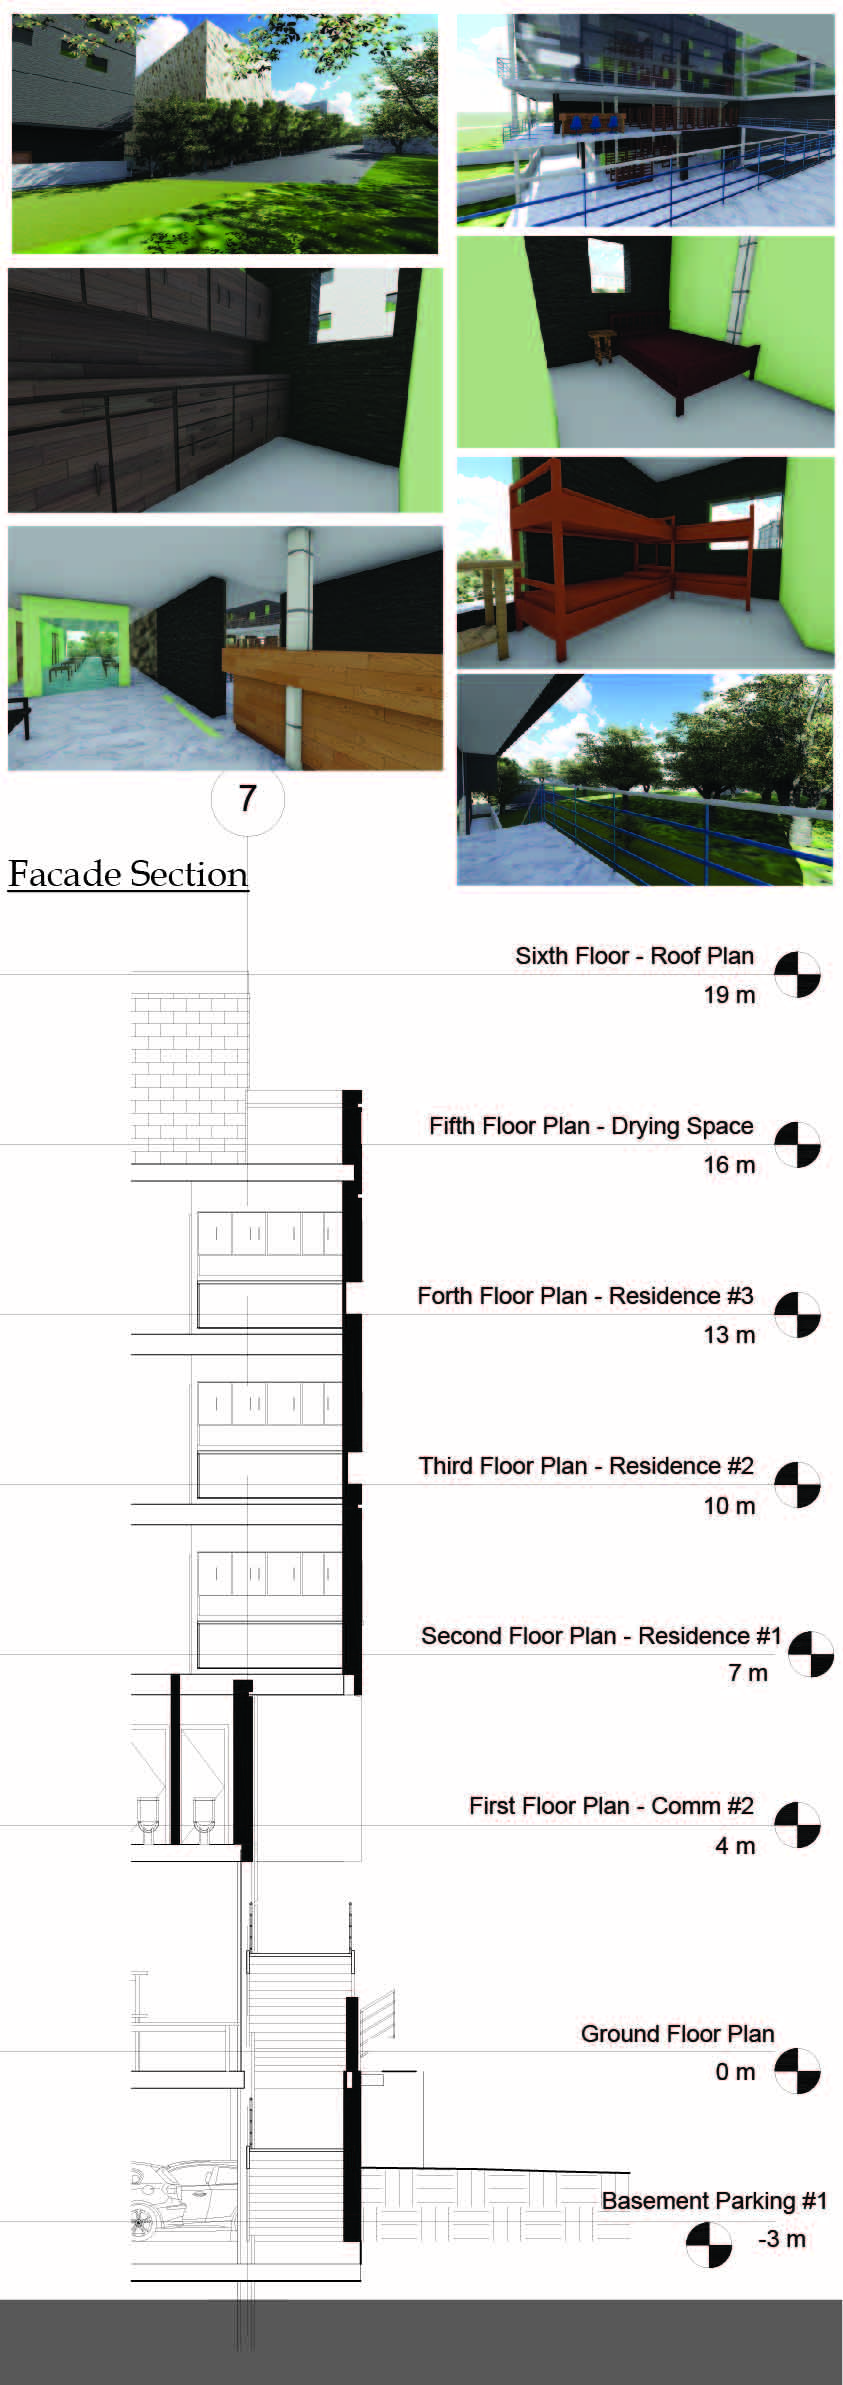 7
Facade Section
Sixth Floor - Roof Plan
19 m
Fifth Floor Plan - Drying Space
16 m
Forth Floor Plan - Residence #3
13 m
Third Floor Plan - Residence #2
10 m
Second Floor Plan - Residence #1
7 m
First Floor Plan - Comm #2
4 m
Ground Floor Plan
0 m
Basement Parking #1
-3 m